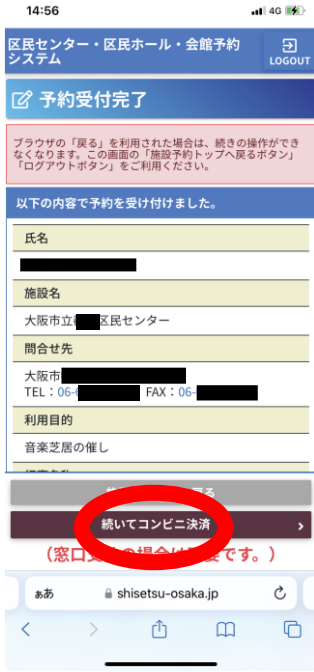 14:56
4G
区民センター・区民ホール・会館予約
システム
LOGOUT
予約受付完了
ブラウザの「戻る」を利用された場合は、続きの操作ができ
なくなります。この画面の「施設予約トップへ戻るボタン」
「ログアウトボタン」をご利用ください。
以下の内容で予約を受け付けました。
氏名
施設名
大阪市立 区民センター
問合せ先
大阪市
TEL：06- FAX：06-
利用目的
音楽芝居の催し
戻る
続いてコンビニ決済
（窓口 の場合は 要です。）
ぁあ
shisetsu-osaka.jp